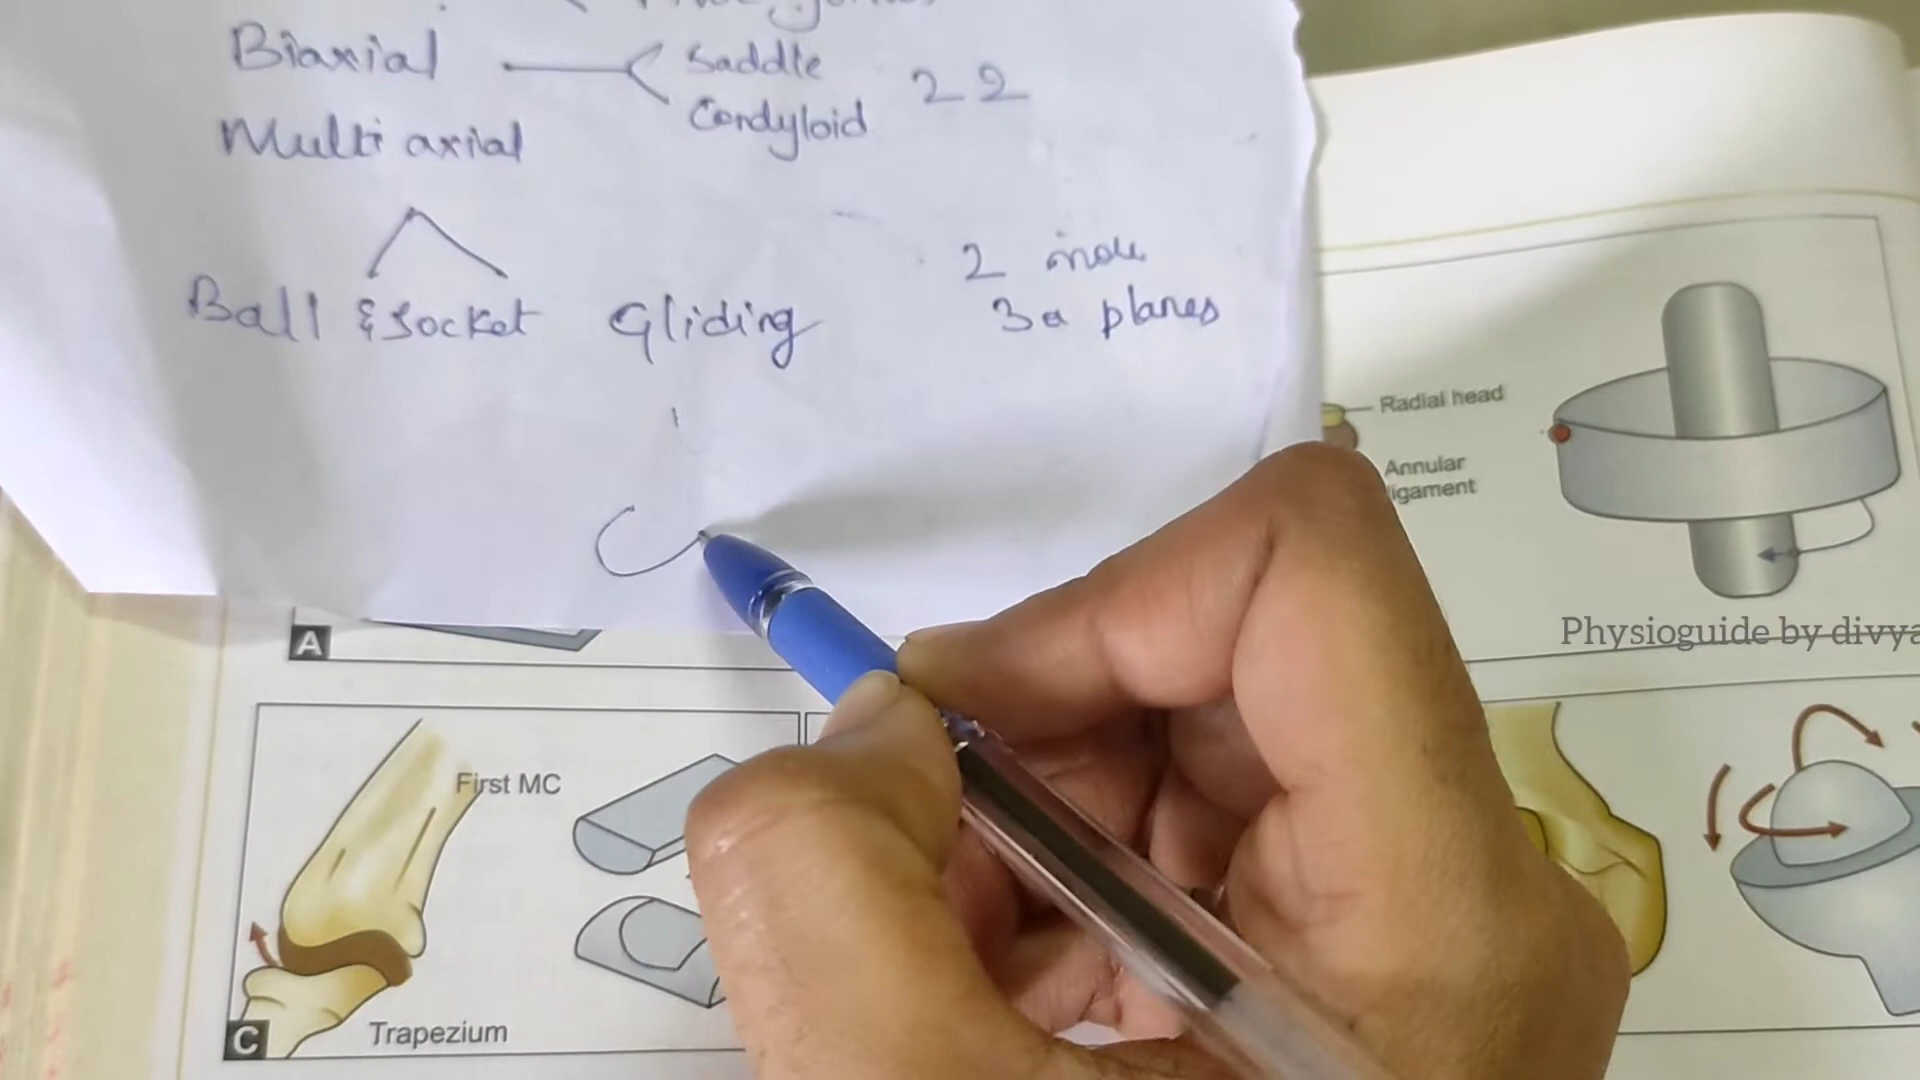 Biaxial
Saddle
Condyloid
2 2
Multi axial
Ball & Socket Gliding
2
3 planes
Radial head
Annular
ligament
Physioguide by divya
A
First MC
Trapezium
C